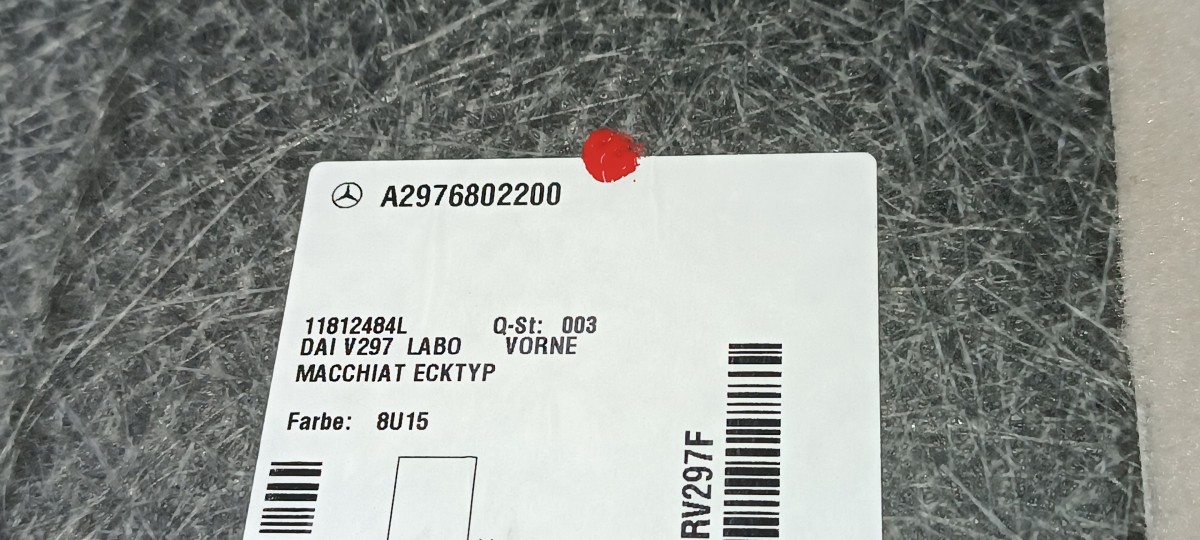 A2976802200
11812484L Q-St: 003
DAI V297 LABO VORNE
MACCHIAT ECKTYP
Farbe: 8U15
RV297F